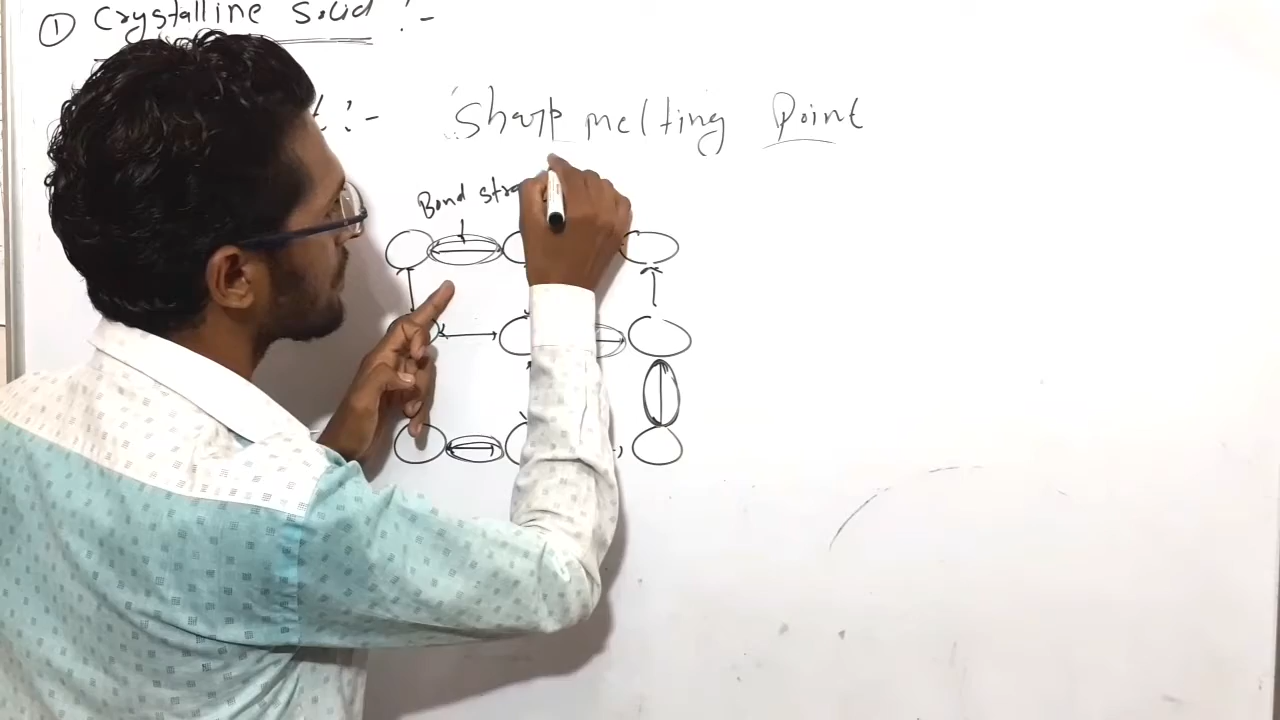 ① Crystalline Solid :-
t :- Sharp melting Point
Bond str